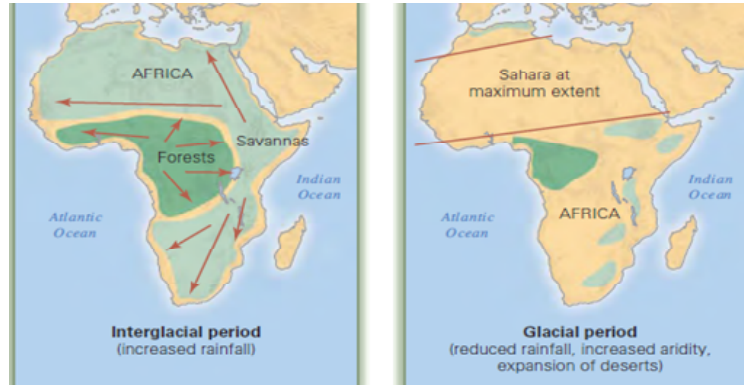 AFRICA
Savannas
Forests
Indian
Ocean
Atlantic
Ocean
Interglacial period
(increased rainfall)
Sahara at
maximum extent
Indian
Ocean
AFRICA
Atlantic
Ocean
Glacial period
(reduced rainfall, increased aridity,
expansion of deserts)